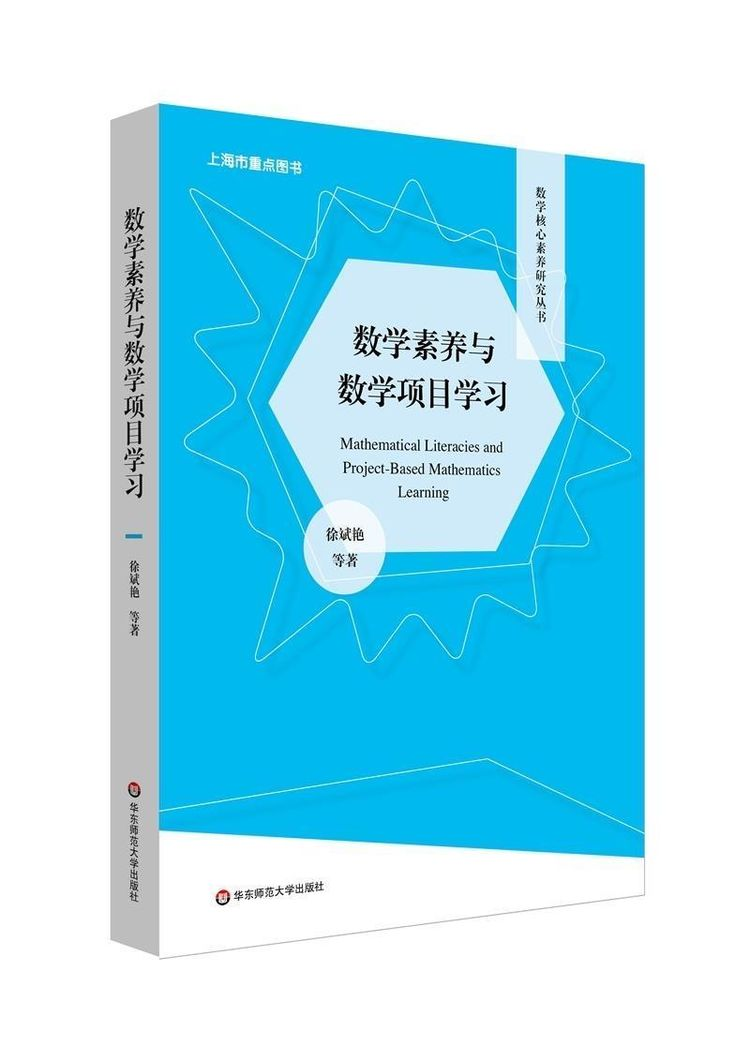 上海市重点图书
数学核心素养研究丛书
数学素养与
数学项目学习
Mathematical Literacies and
Project-Based Mathematics
Learning
徐斌艳
等著
华东师范大学出版社
数学素养与数学项目学习
徐斌艳 等著
华东师范大学出版社